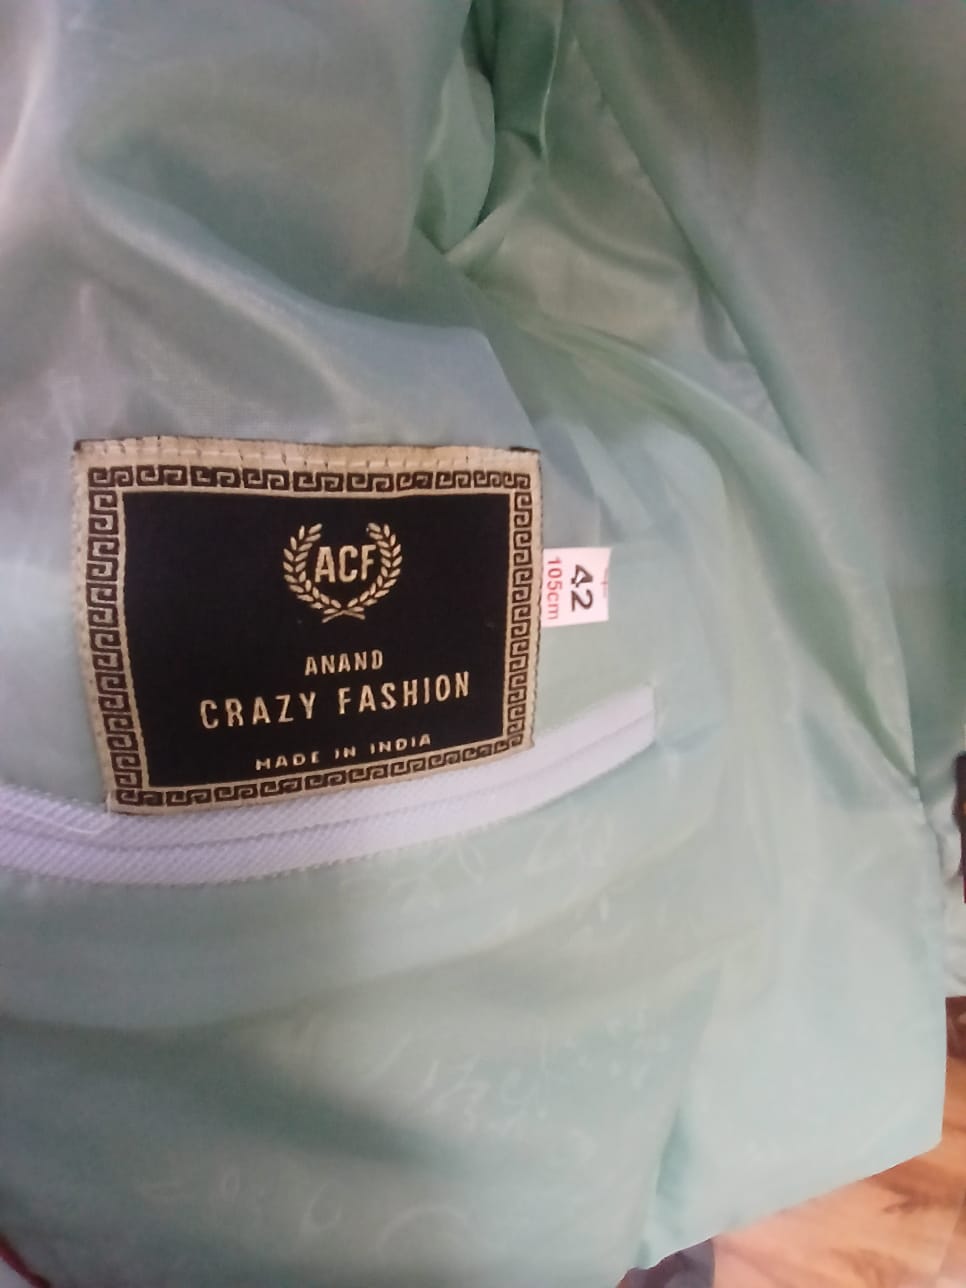 ACF
ANAND
CRAZY FASHION
MADE IN INDIA
42
105cm